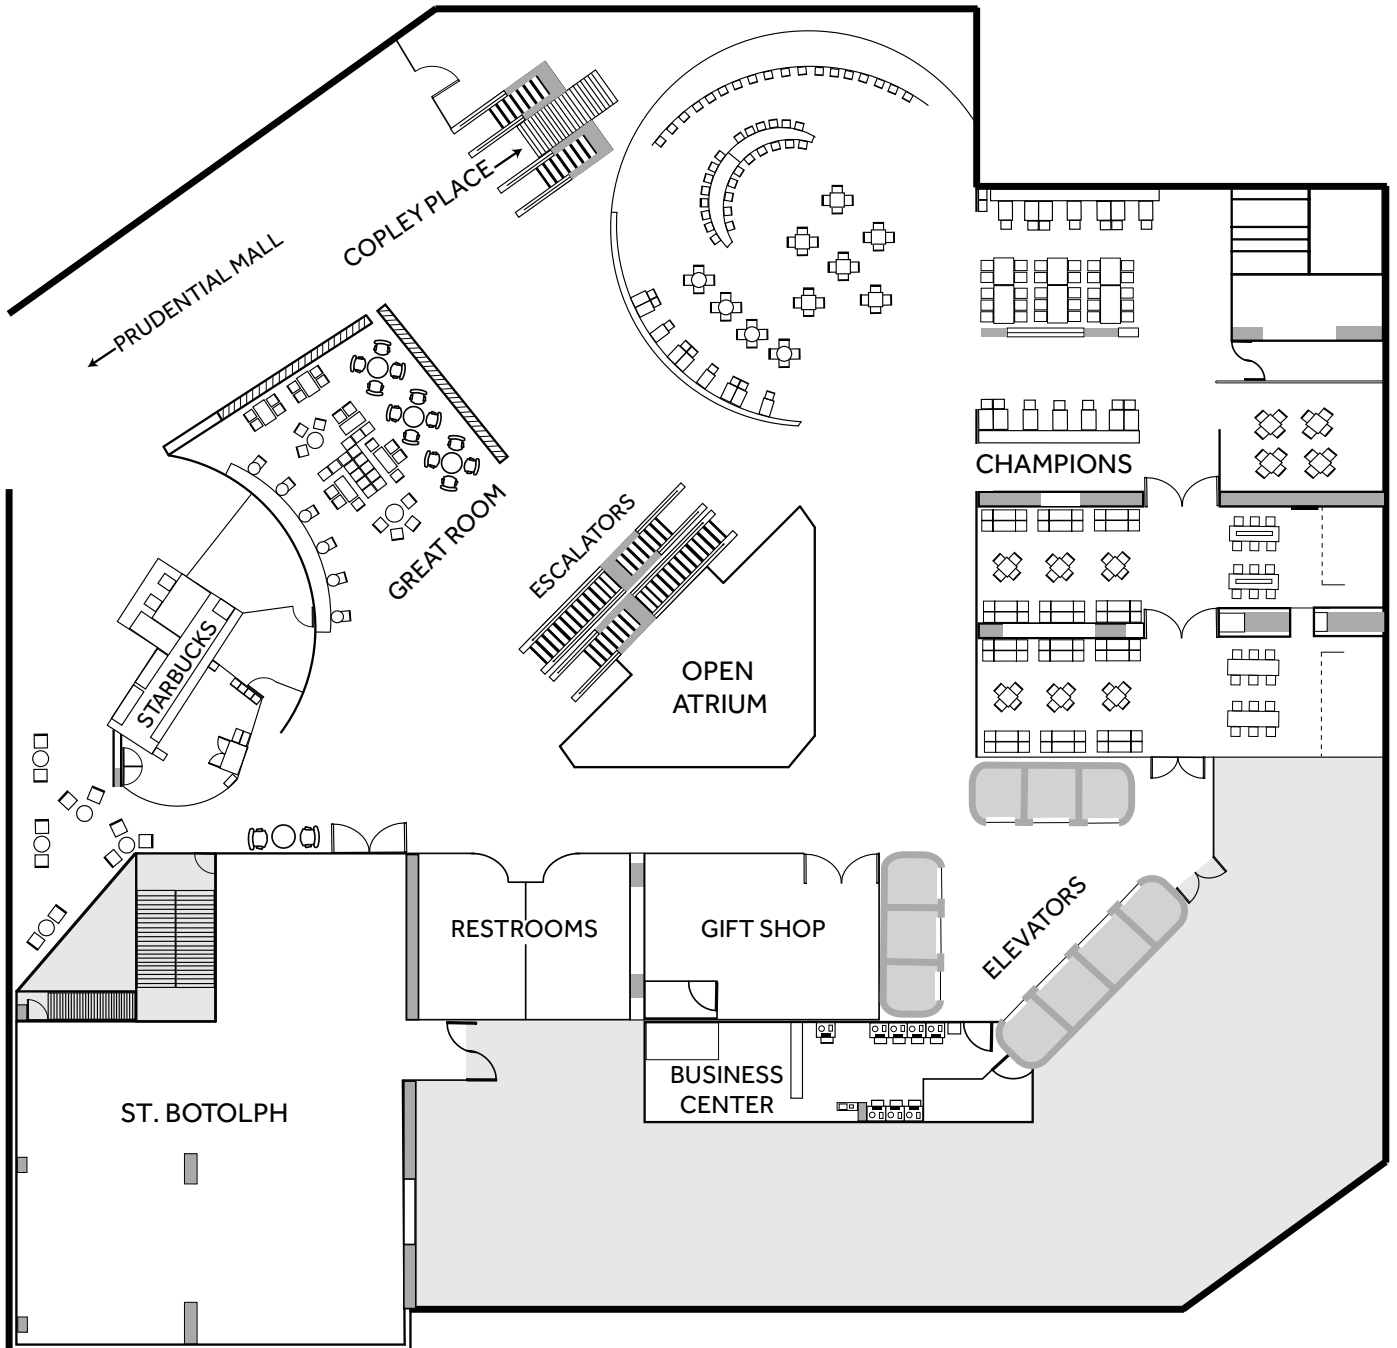 COPLEY PLACE
PRUDENTIAL MALL
CHAMPIONS
GREAT ROOM
ESCALATORS
STARBUCKS
OPEN
ATRIUM
RESTROOMS
GIFT SHOP
ELEVATORS
BUSINESS
CENTER
ST. BOTOLPH